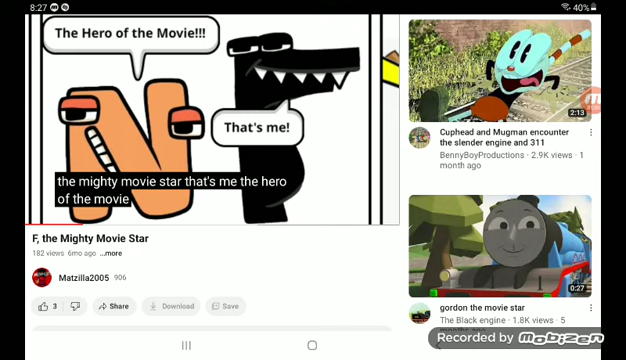 8:27
40%
The Hero of the Movie!!!
That's me!
the mighty movie star that's me the hero
of the movie
F, the Mighty Movie Star
182 views 6mo ago ...more
Matzilla2005 906
3
Share
Download
Save
2:13
Cuphead and Mugman encounter
the slender engine and 311
BennyBoyProductions · 2.9K views · 1
month ago
0:27
gordon the movie star
The Black engine · 1.8K views · 5
months ago
Recorded by
mobizen